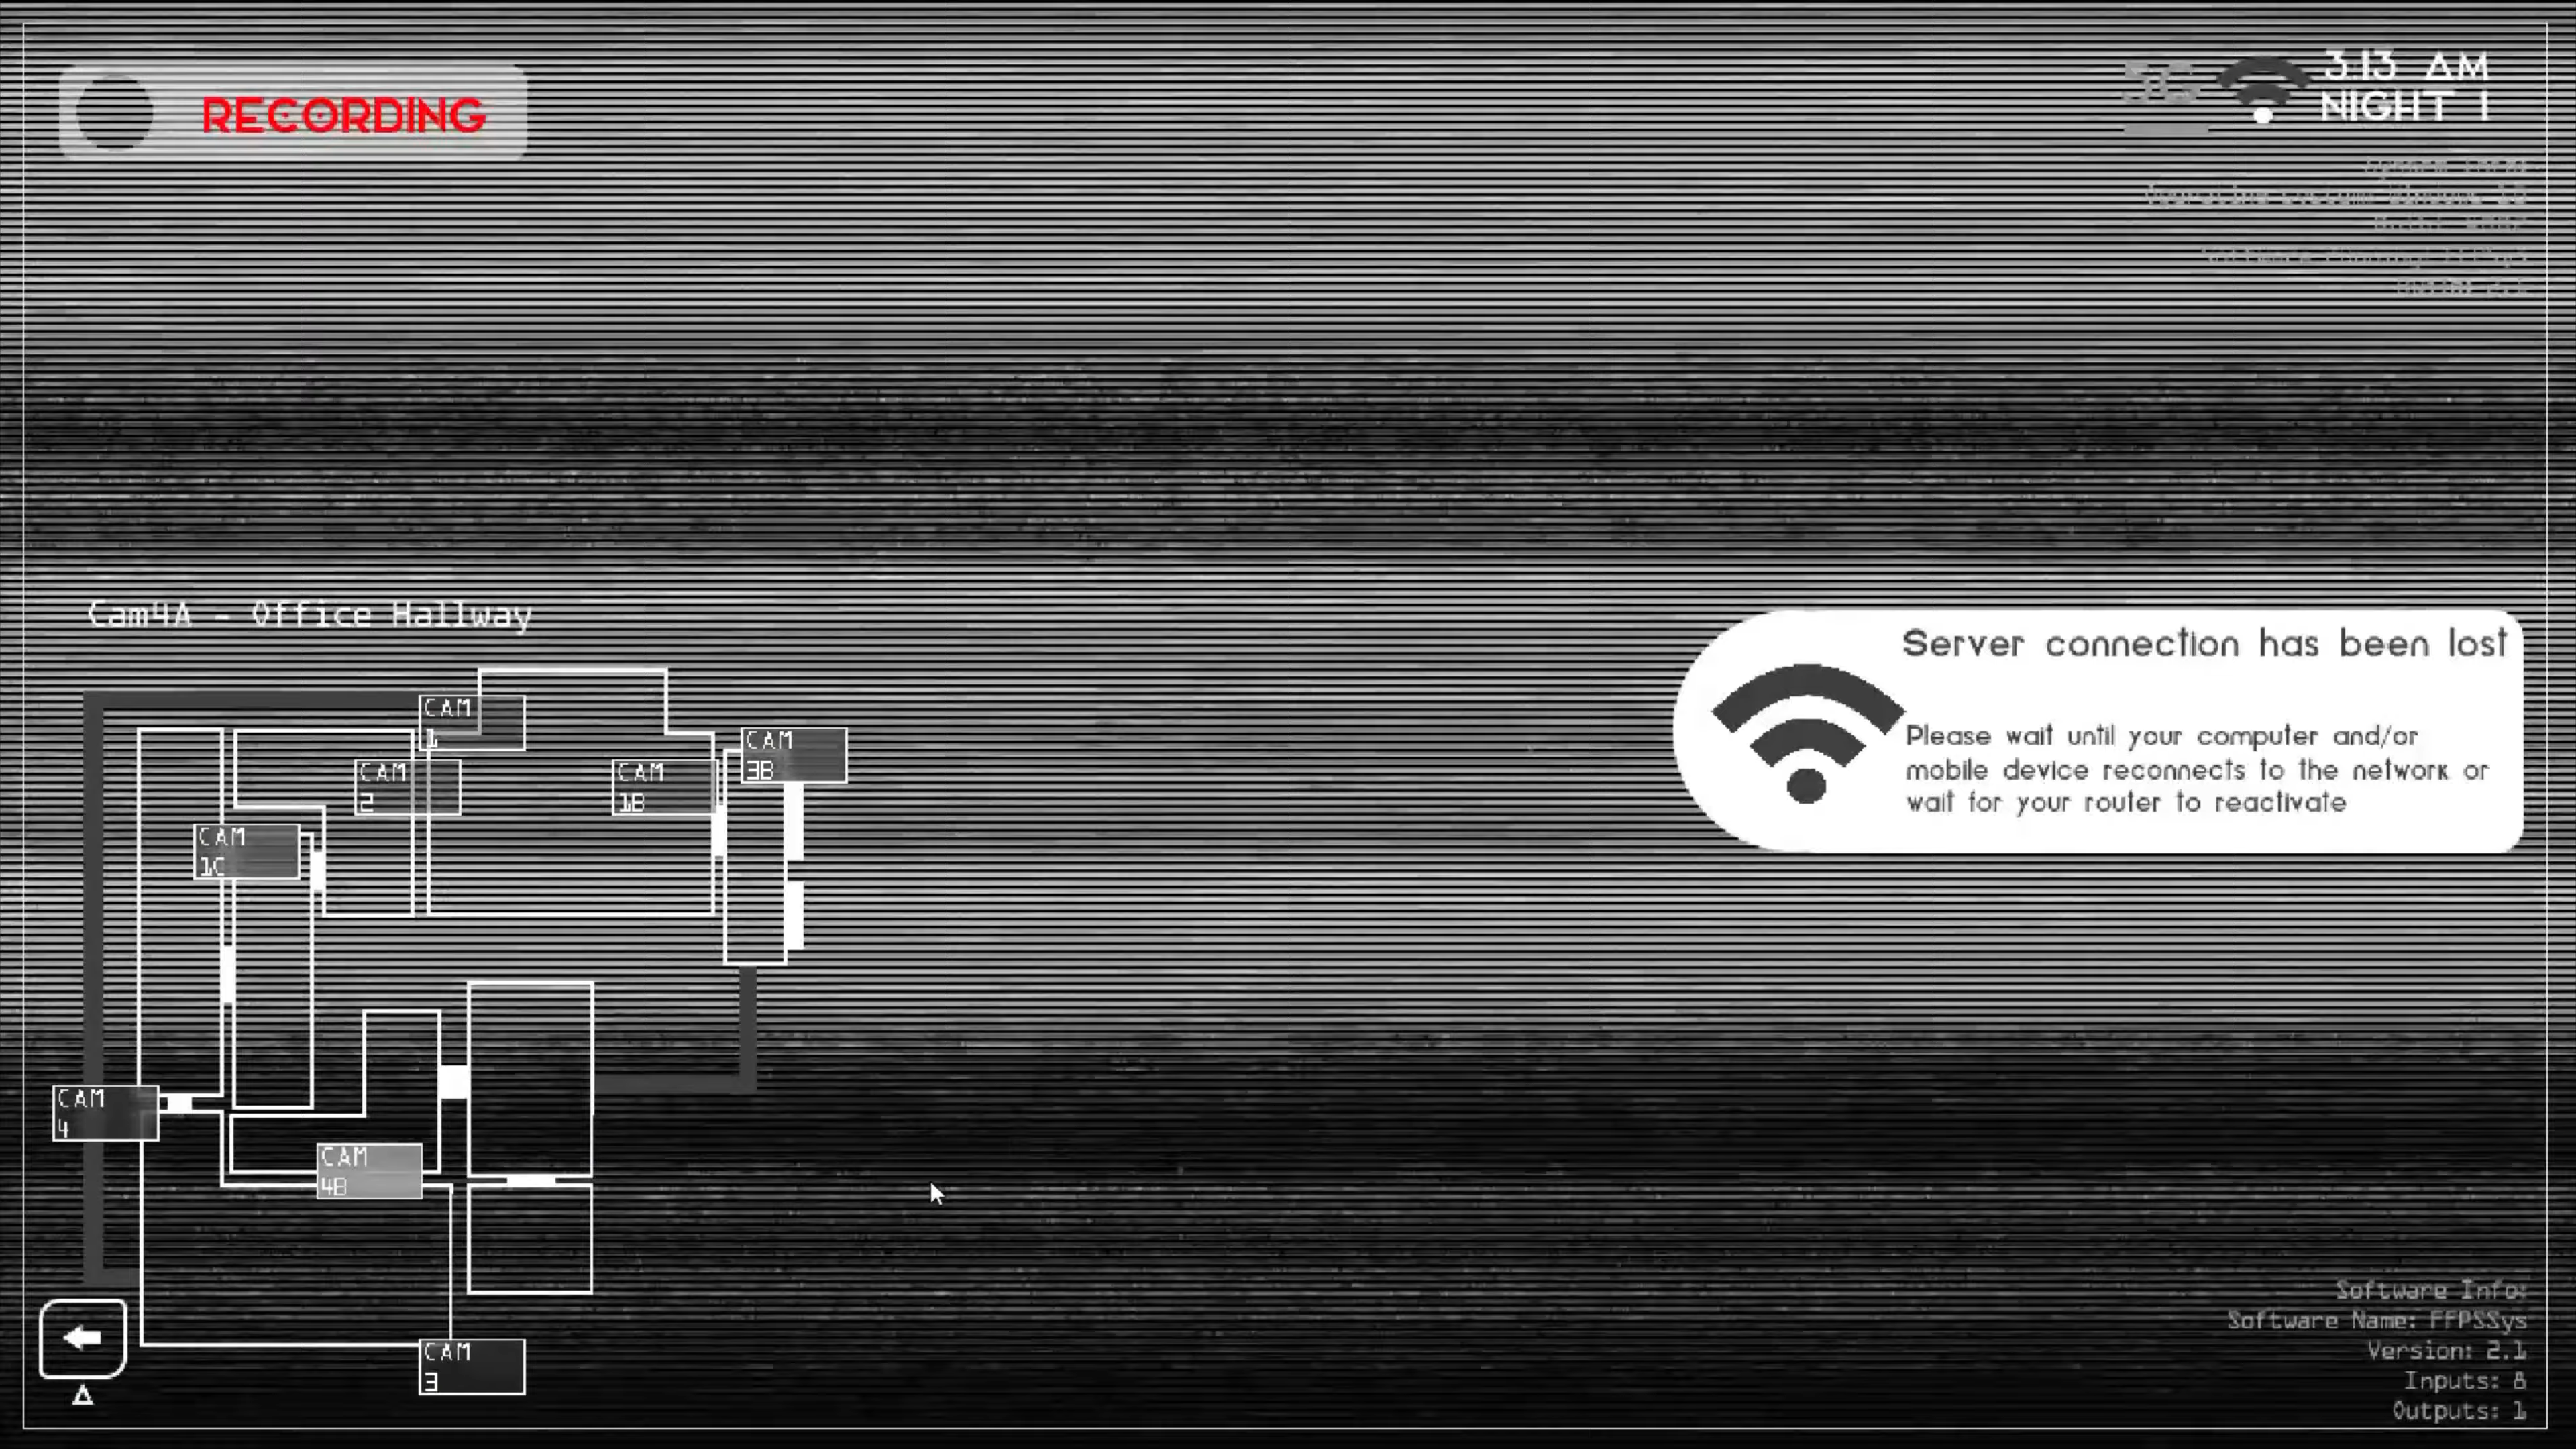 RECORDING
5G
3:13 AM
NIGHT 1
Cam4A - Office Hallway
Server connection has been lost
Please wait until your computer and/or
mobile device reconnects to the network or
wait for your router to reactivate
CAM
1
CAM
3B
CAM
2
CAM
1B
CAM
1C
CAM
4
CAM
4B
CAM
3
A
Software Info:
Software Name: FFPSSys
Version: 2.1
Inputs: 8
Outputs: 1